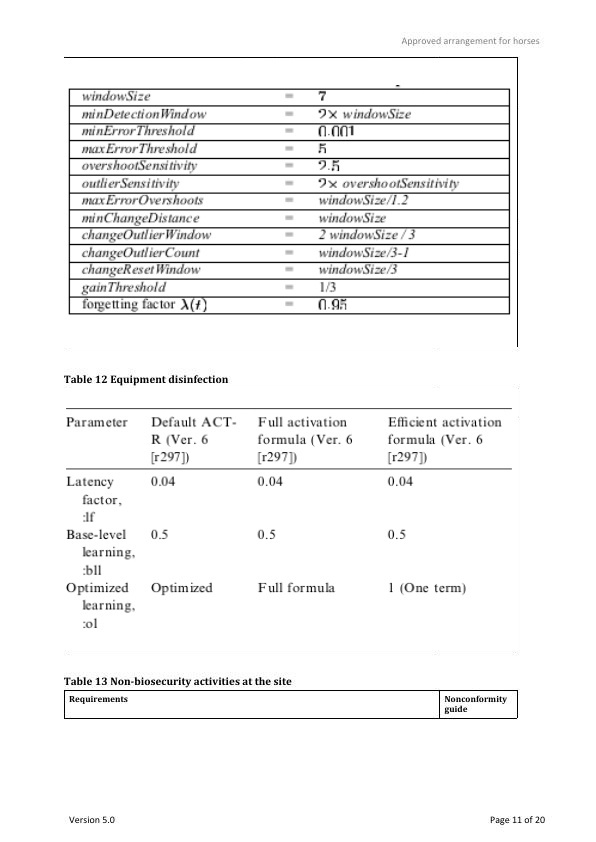 Approved arrangement for horses
windowSize = 7
minDetectionWindow = 2× windowSize
minErrorThreshold = 0.001
maxErrorThreshold = 5
overshootSensitivity = 2.5
outlierSensitivity = 2× overshootSensitivity
maxErrorOvershoots = windowSize/1.2
minChangeDistance = windowSize
changeOutlierWindow = 2 windowSize / 3
changeOutlierCount = windowSize/3-1
changeResetWindow = windowSize/3
gainThreshold = 1/3
forgetting factor λ(t) = 0.95
Table 12 Equipment disinfection
Parameter Default ACT- Full activation Efficient activation
R (Ver. 6 formula (Ver. 6 formula (Ver. 6
[r297]) [r297]) [r297])
Latency 0.04 0.04 0.04
factor,
:lf
Base-level 0.5 0.5 0.5
learning,
:bll
Optimized Optimized Full formula 1 (One term)
learning,
:ol
Table 13 Non-biosecurity activities at the site
Requirements Nonconformity
guide
Version 5.0 Page 11 of 20